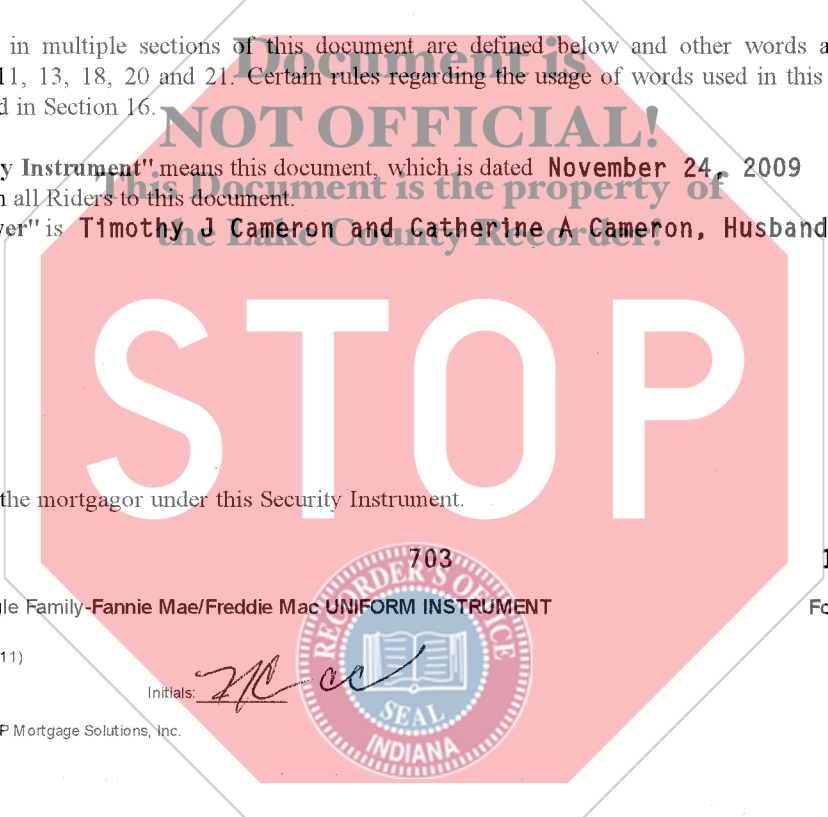 in multiple sections of this document are defined below and other words a
11, 13, 18, 20 and 21. Certain rules regarding the usage of words used in this
d in Section 16.
Document is
NOT OFFICIAL!
This Document is the property of
the Lake County Recorder!
y Instrument" means this document, which is dated November 24, 2009
all Riders to this document.
er" is Timothy J Cameron and Catherine A Cameron, Husband
STOP
the mortgagor under this Security Instrument.
703
le Family-Fannie Mae/Freddie Mac UNIFORM INSTRUMENT
Fo
11)
Initials:
P Mortgage Solutions, Inc.
RECORDER'S OFFICE
SEAL
INDIANA